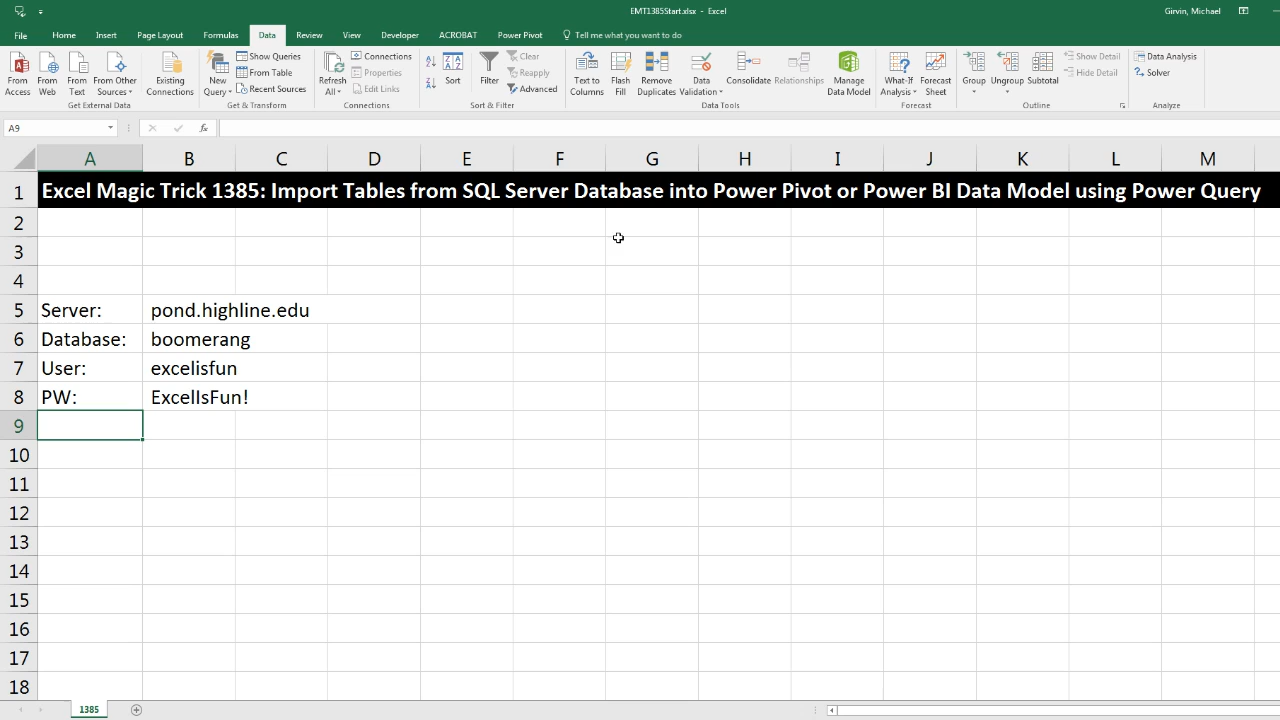 EMT1385Start.xlsx - Excel
Girvin, Michael
File Home Insert Page Layout Formulas Data Review View Developer ACROBAT Power Pivot Tell me what you want to do
From Access
From Web
From Text
From Other Sources
Existing Connections
Get External Data
New Query
Show Queries
From Table
Recent Sources
Get & Transform
Refresh All
Connections
Properties
Edit Links
Connections
Sort
Filter
Clear
Reapply
Advanced
Sort & Filter
Text to Columns
Flash Fill
Remove Duplicates
Data Validation
Consolidate
Relationships
Manage Data Model
Data Tools
What-If Analysis
Forecast Sheet
Forecast
Group
Ungroup
Subtotal
Show Detail
Hide Detail
Outline
Data Analysis
Solver
Analyze
A9
fx
A B C D E F G H I J K L M
1 Excel Magic Trick 1385: Import Tables from SQL Server Database into Power Pivot or Power BI Data Model using Power Query
2
3
4
5 Server: pond.highline.edu
6 Database: boomerang
7 User: excelisfun
8 PW: ExcelIsFun!
9
10
11
12
13
14
15
16
17
18
1385